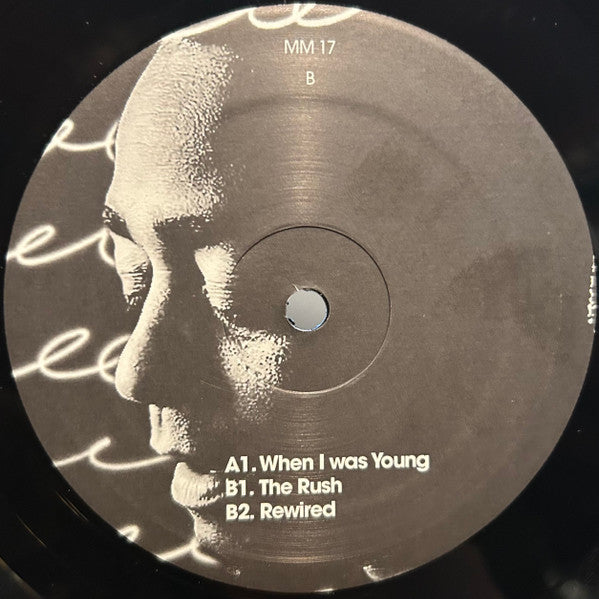 MM 17
B
A1. When I was Young
B1. The Rush
B2. Rewired